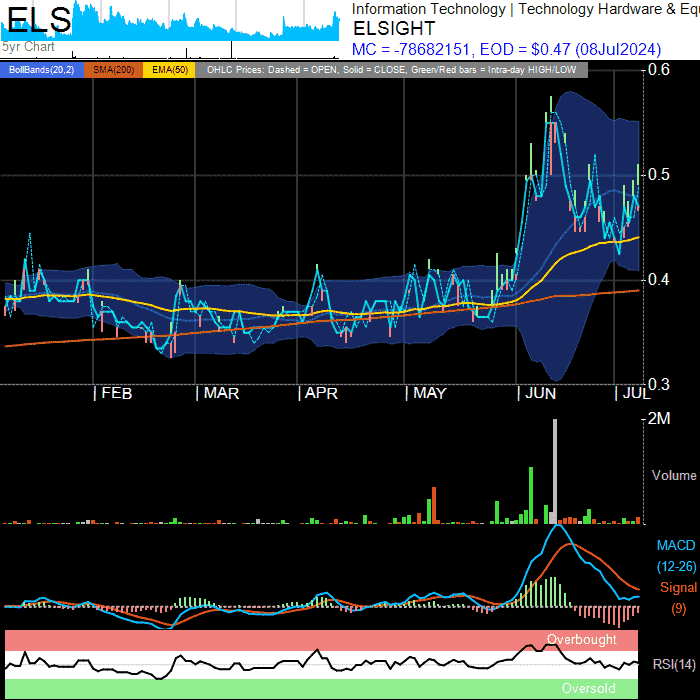 ELS
5yr Chart
Information Technology | Technology Hardware & Equ
ELSIGHT
MC = -78682151, EOD = $0.47 (08Jul2024)
BollBands(20,2) SMA(200) EMA(50) OHLC Prices: Dashed = OPEN, Solid = CLOSE, Green/Red bars = Intra-day HIGH/LOW
0.6
0.5
0.4
0.3
| FEB | MAR | APR | MAY | JUN | JUL
2M
Volume
MACD
(12-26)
Signal
(9)
Overbought
RSI(14)
Oversold